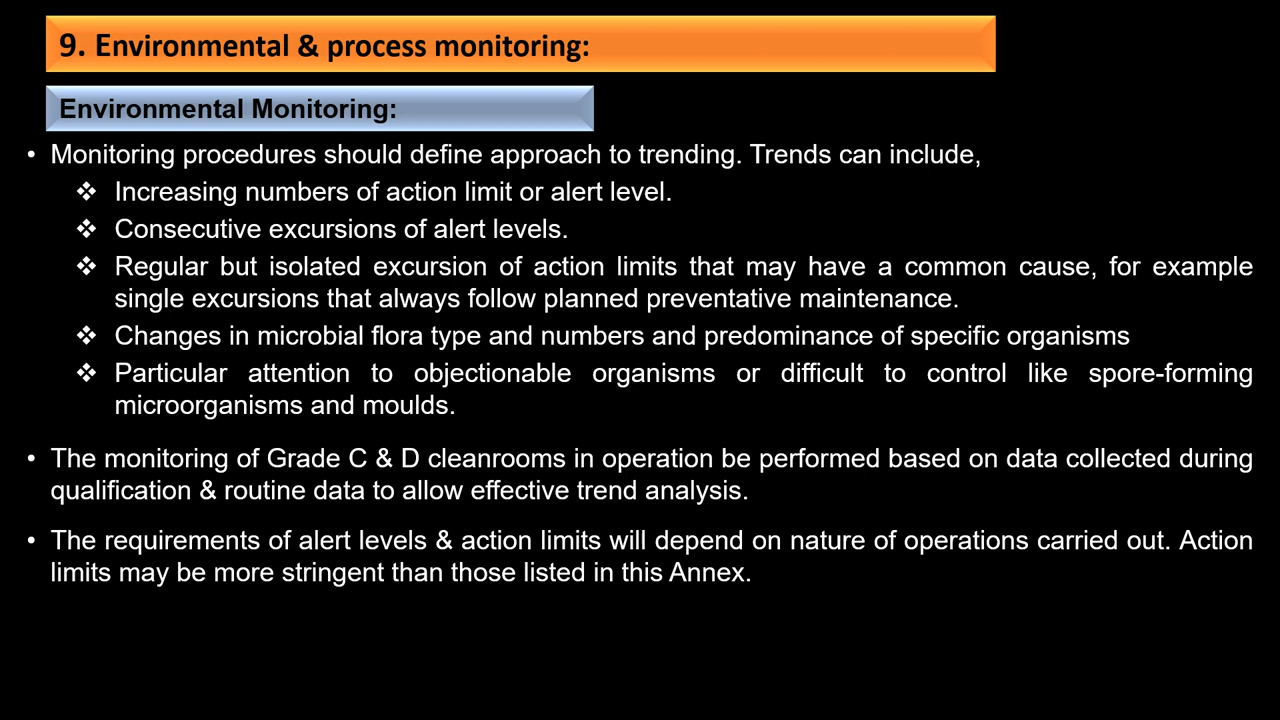 9. Environmental & process monitoring:
Environmental Monitoring:
• Monitoring procedures should define approach to trending. Trends can include,
❖ Increasing numbers of action limit or alert level.
❖ Consecutive excursions of alert levels.
❖ Regular but isolated excursion of action limits that may have a common cause, for example
single excursions that always follow planned preventative maintenance.
❖ Changes in microbial flora type and numbers and predominance of specific organisms
❖ Particular attention to objectionable organisms or difficult to control like spore-forming
microorganisms and moulds.
• The monitoring of Grade C & D cleanrooms in operation be performed based on data collected during
qualification & routine data to allow effective trend analysis.
• The requirements of alert levels & action limits will depend on nature of operations carried out. Action
limits may be more stringent than those listed in this Annex.